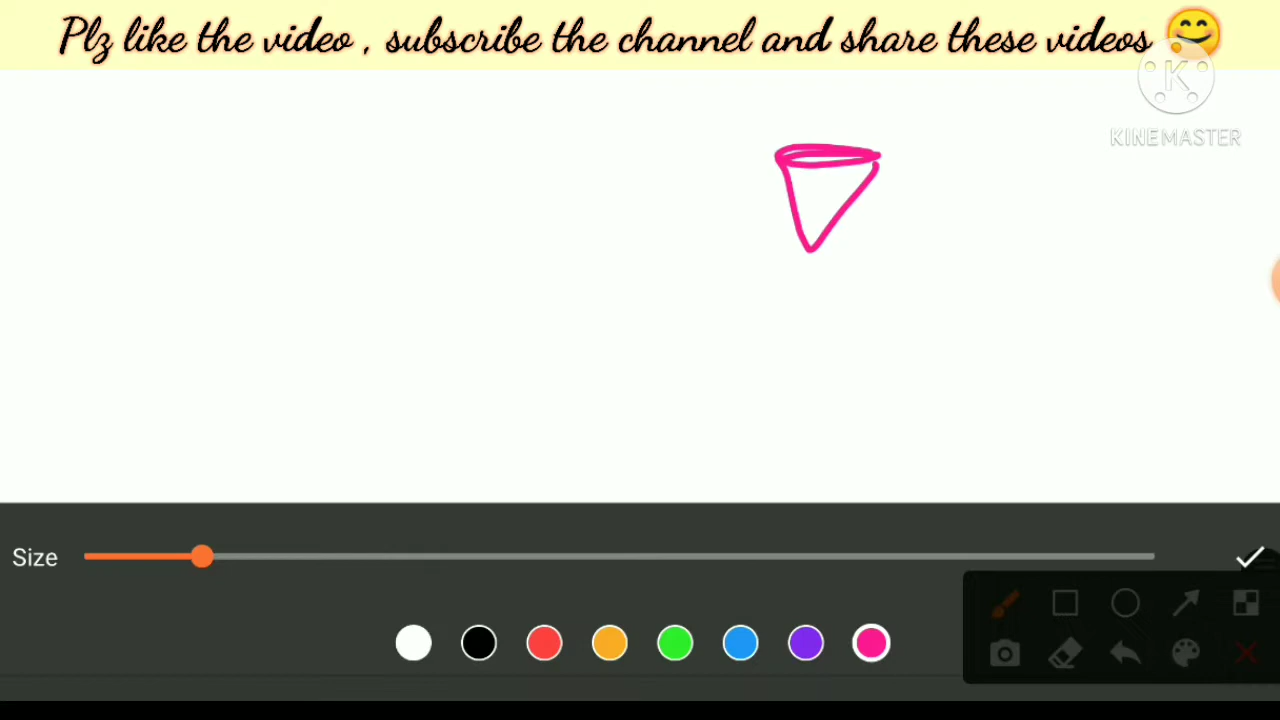 Plz like the video , subscribe the channel and share these videos 😊
K
KINEMASTER
Size